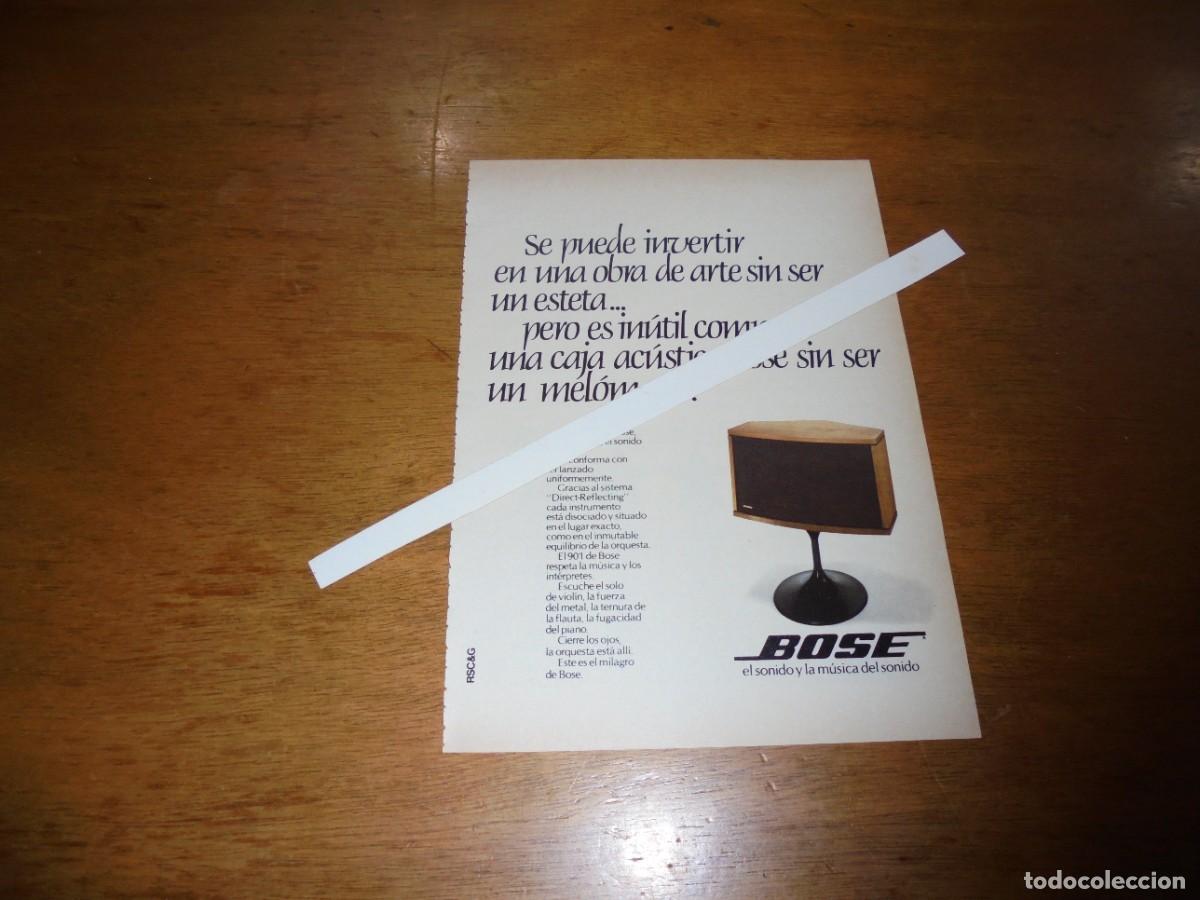 Se puede invertir
en una obra de arte sin ser
un esteta...
pero es inútil
una caja sin ser
un
el sonido
conforma con
lanzado
uniformemente.
Gracias al sistema
"Direct-Reflecting"
cada instrumento
está disociado y situado
en el lugar exacto,
como en el inmutable
equilibrio de la orquesta.
El 901 de Bose
respeta la música y los
intérpretes.
Escuche el solo
de violín, la fuerza
del metal, la ternura de
la flauta, la fugacidad
del piano.
Cierre los ojos,
la orquesta está allí.
Este es el milagro
de Bose.
RSC&G
BOSE
el sonido y la música del sonido
todocoleccion